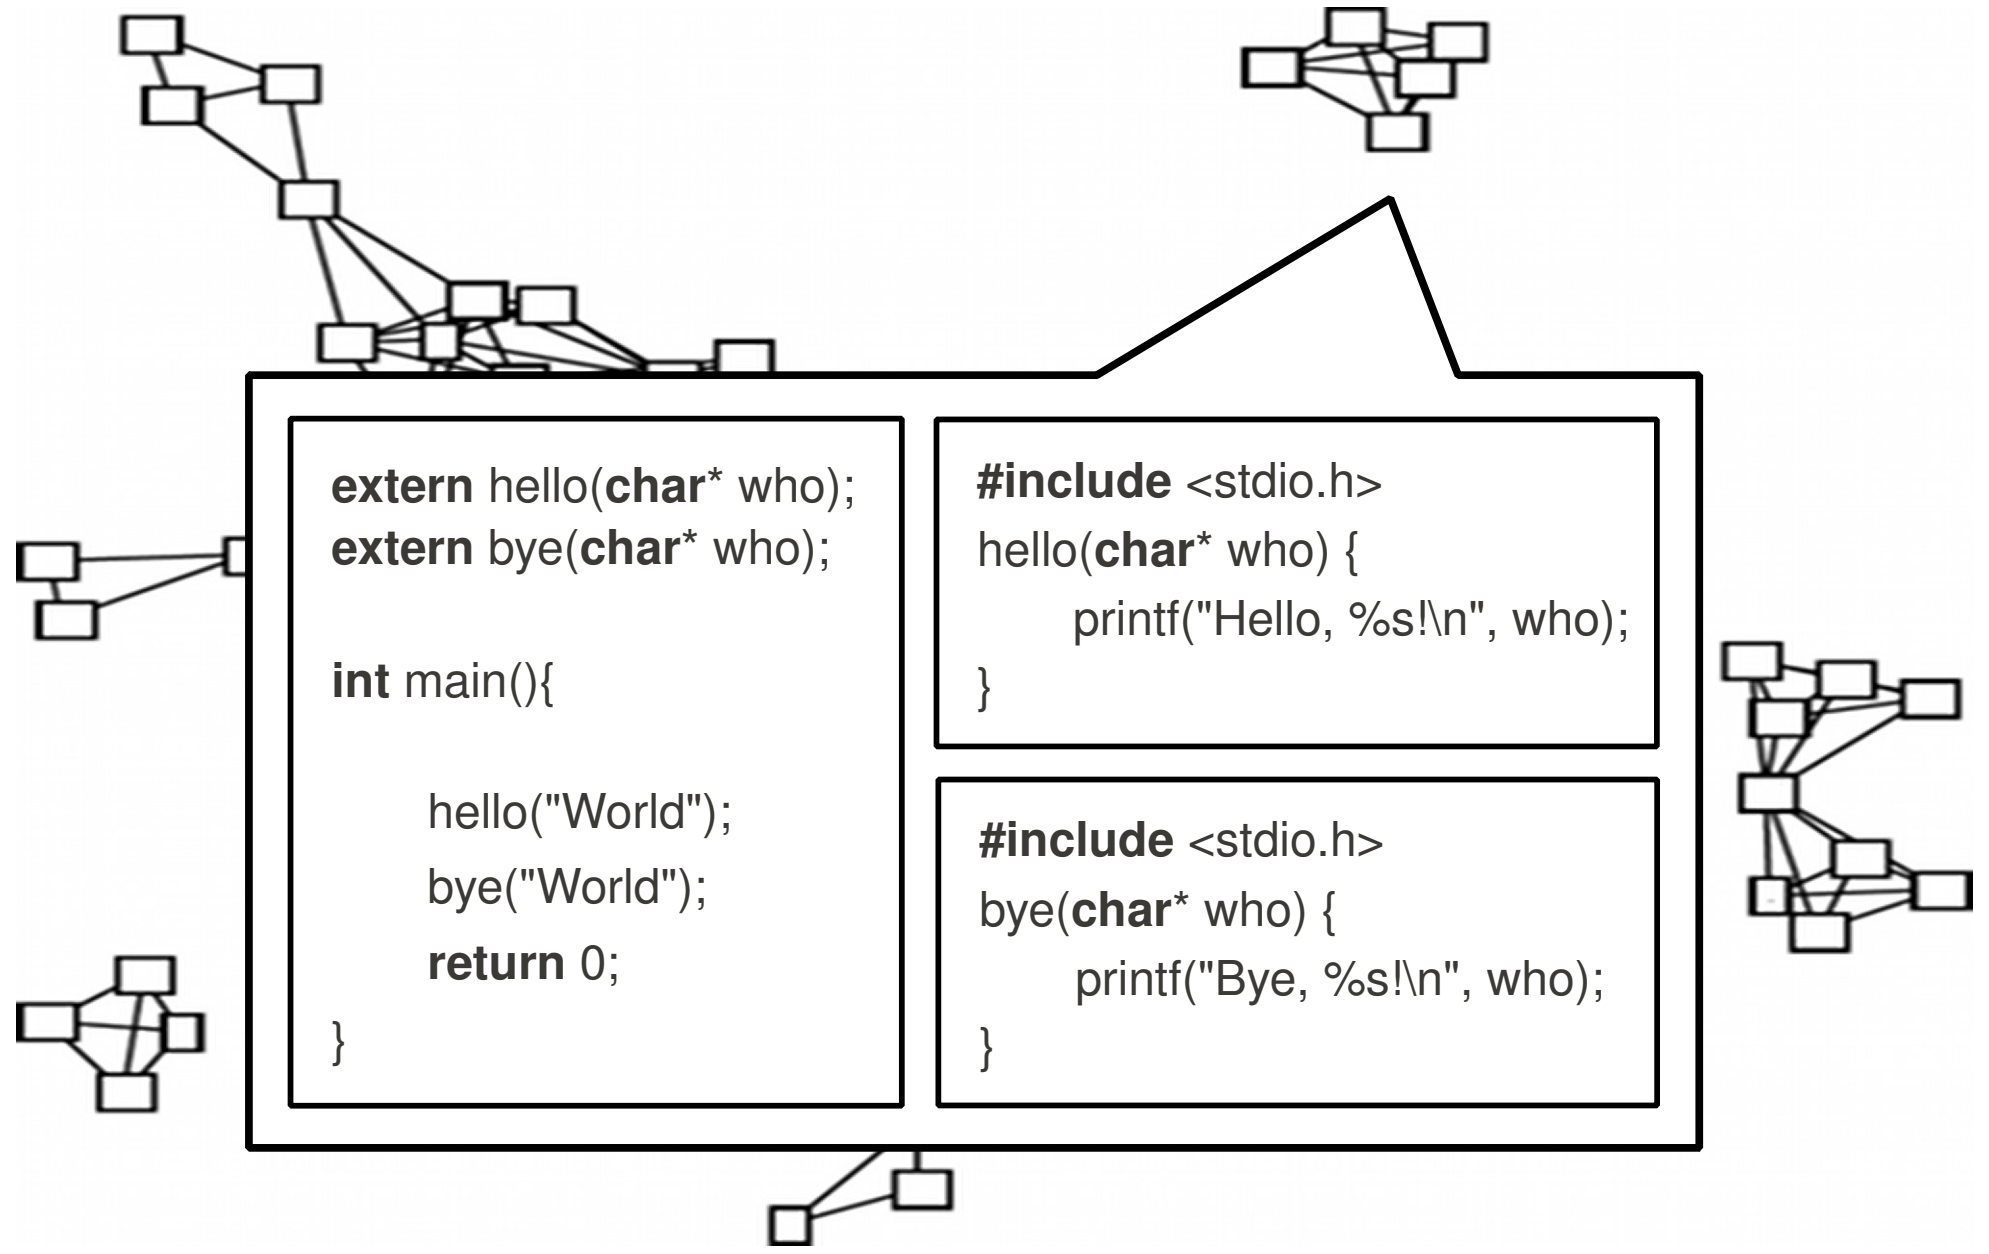 extern hello(char* who);
extern bye(char* who);
int main(){
hello("World");
bye("World");
return 0;
}
#include <stdio.h>
hello(char* who) {
printf("Hello, %s!\n", who);
}
#include <stdio.h>
bye(char* who) {
printf("Bye, %s!\n", who);
}